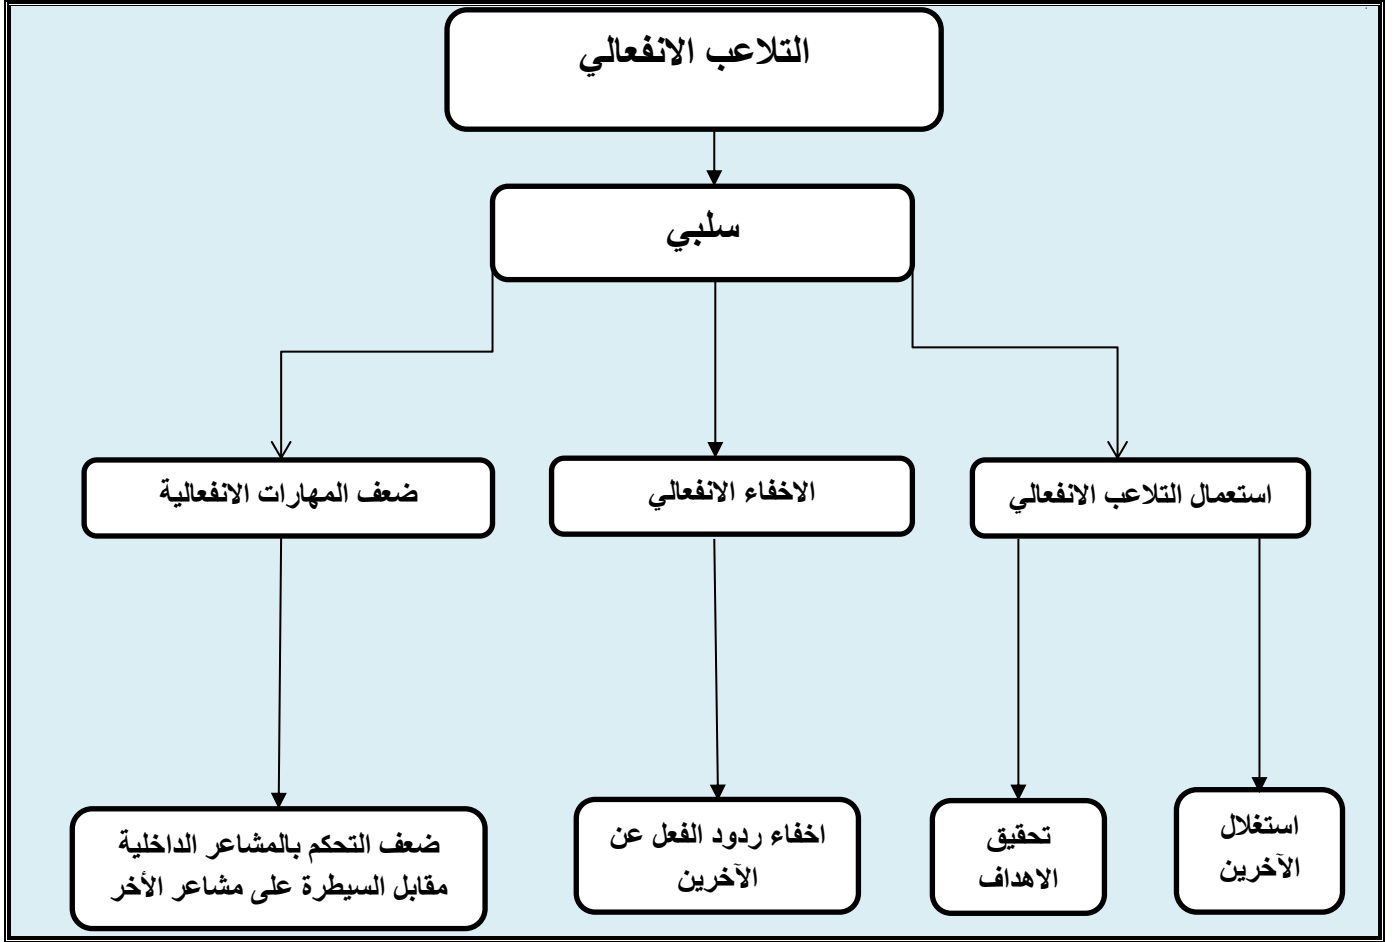 التلاعب الانفعالي
سلبي
استعمال التلاعب الانفعالي
الاخفاء الانفعالي
ضعف المهارات الانفعالية
استغلال
الآخرين
تحقيق
الاهداف
اخفاء ردود الفعل عن
الآخرين
ضعف التحكم بالمشاعر الداخلية
مقابل السيطرة على مشاعر الأخر